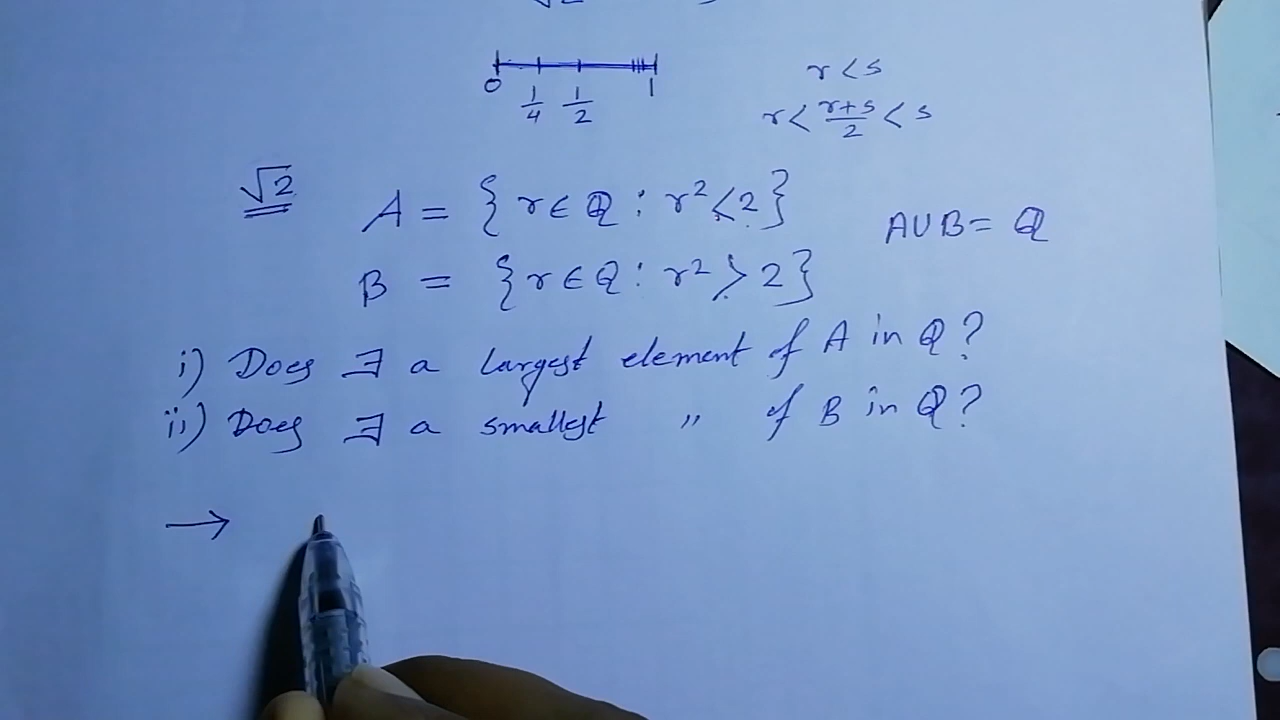 √2
0 1/4 1/2 1
r < s
r < (r+s)/2 < s
√2 A = { r ∈ Q : r² < 2 }
A ∪ B = Q
B = { r ∈ Q : r² > 2 }
i) Does ∃ a largest element of A in Q ?
ii) Does ∃ a smallest " of B in Q ?
→